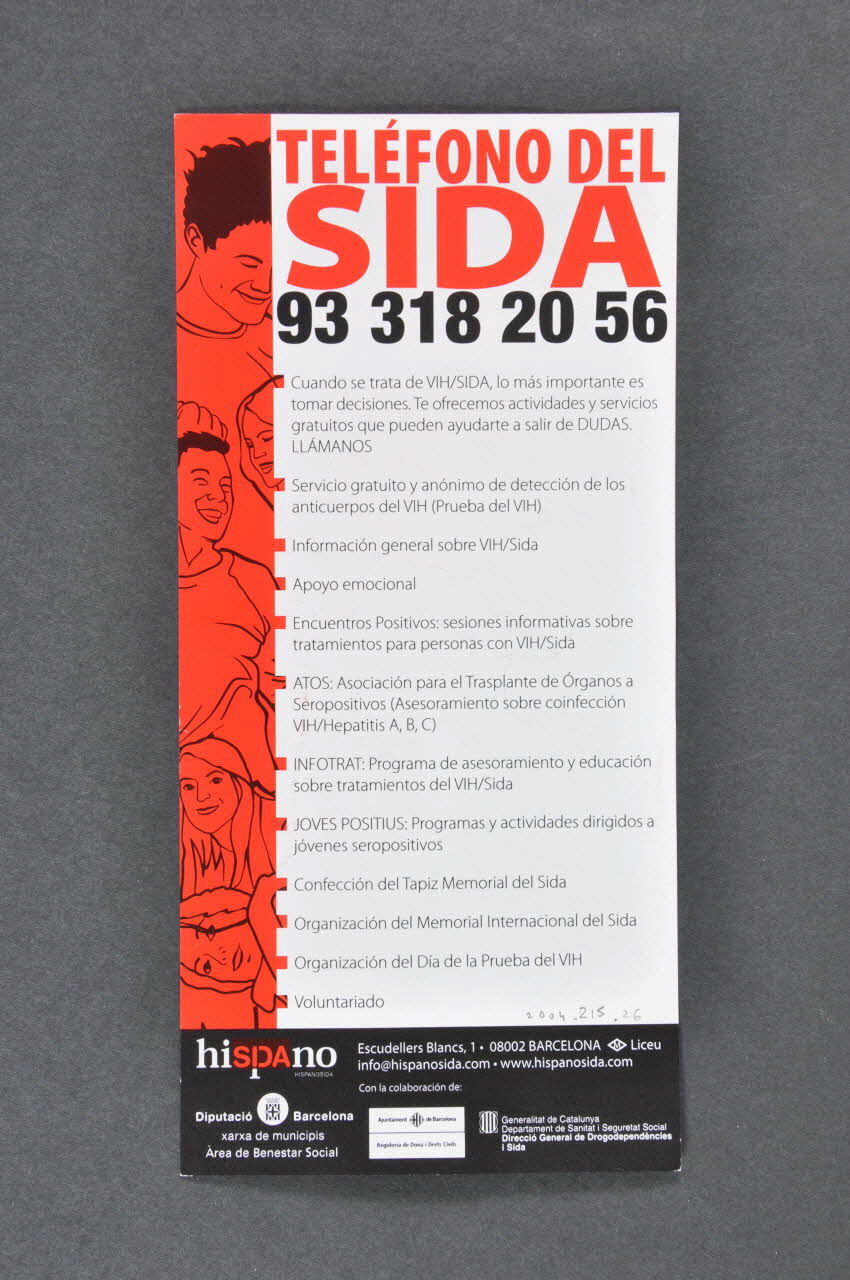 TELÉFONO DEL
SIDA
93 318 20 56
Cuando se trata de VIH/SIDA, lo más importante es
tomar decisiones. Te ofrecemos actividades y servicios
gratuitos que pueden ayudarte a salir de DUDAS.
LLÁMANOS
Servicio gratuito y anónimo de detección de los
anticuerpos del VIH (Prueba del VIH)
Información general sobre VIH/Sida
Apoyo emocional
Encuentros Positivos: sesiones informativas sobre
tratamientos para personas con VIH/Sida
ATOS: Asociación para el Trasplante de Órganos a
Seropositivos (Asesoramiento sobre coinfección
VIH/Hepatitis A, B, C)
INFOTRAT: Programa de asesoramiento y educación
sobre tratamientos del VIH/Sida
JOVES POSITIUS: Programas y actividades dirigidos a
jóvenes seropositivos
Confección del Tapiz Memorial del Sida
Organización del Memorial Internacional del Sida
Organización del Día de la Prueba del VIH
Voluntariado
2004.215.26
hiSPAno
HISPANOSIDA
Escudellers Blancs, 1 • 08002 BARCELONA Liceu
info@hispanosida.com • www.hispanosida.com
Con la colaboración de:
Diputació Barcelona
xarxa de municipis
Àrea de Benestar Social
Ajuntament de Barcelona
Regidoria de Dona i Drets Civils
Generalitat de Catalunya
Departament de Sanitat i Seguretat Social
Direcció General de Drogodependències
i Sida